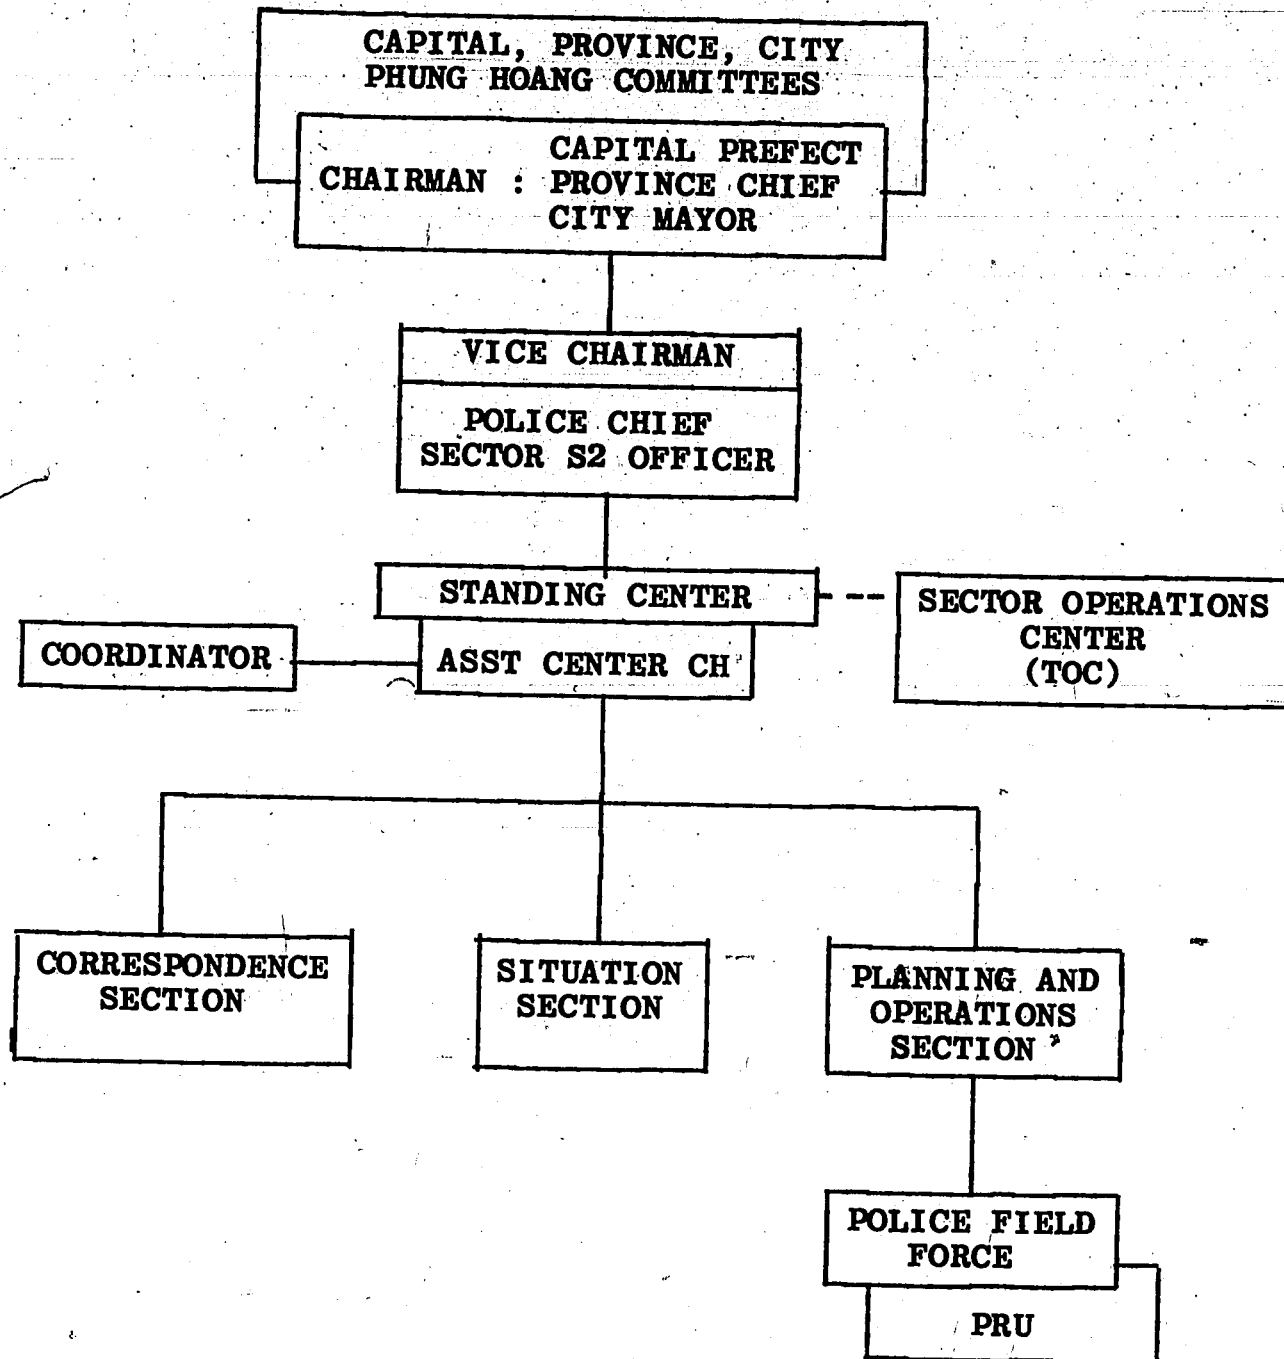 CAPITAL, PROVINCE, CITY
PHUNG HOANG COMMITTEES
CAPITAL PREFECT
CHAIRMAN : PROVINCE CHIEF
CITY MAYOR
VICE CHAIRMAN
POLICE CHIEF
SECTOR S2 OFFICER
STANDING CENTER
SECTOR OPERATIONS
CENTER
(TOC)
COORDINATOR
ASST CENTER CH
CORRESPONDENCE
SECTION
SITUATION
SECTION
PLANNING AND
OPERATIONS
SECTION
POLICE FIELD
FORCE
PRU